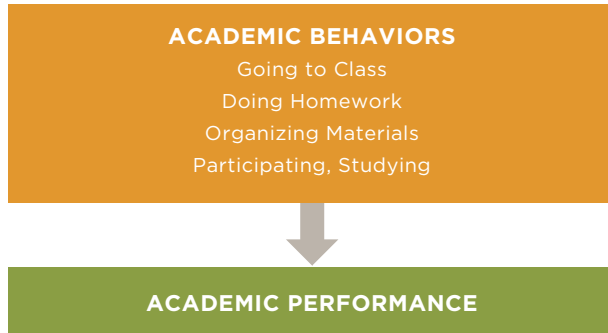 ACADEMIC BEHAVIORS
Going to Class
Doing Homework
Organizing Materials
Participating, Studying
ACADEMIC PERFORMANCE